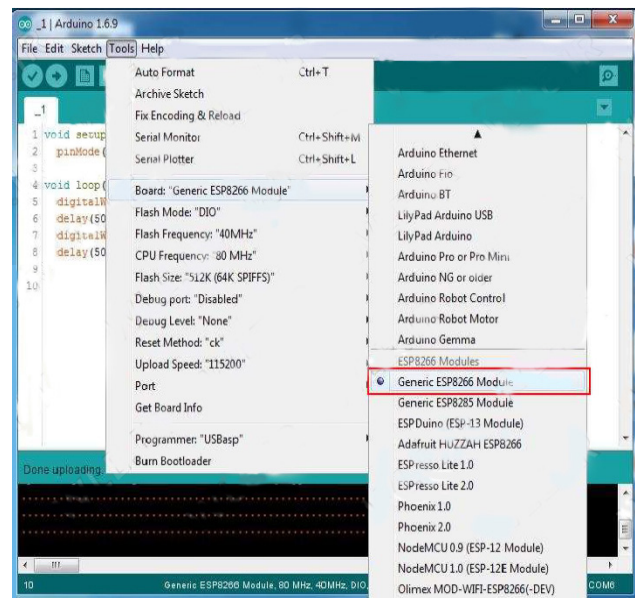 _1 | Arduino 1.6.9
File Edit Sketch Tools Help
_1
1 void setup
2 pinMode(
3
4 void loop(
5 digitalW
6 delay(50
7 digitalW
8 delay(50
9
10
Auto Format Ctrl+T
Archive Sketch
Fix Encoding & Reload
Serial Monitor Ctrl+Shift+M
Serial Plotter Ctrl+Shift+L
Board: "Generic ESP8266 Module"
Flash Mode: "DIO"
Flash Frequency: "40MHz"
CPU Frequency: "80 MHz"
Flash Size: "512K (64K SPIFFS)"
Debug port: "Disabled"
Debug Level: "None"
Reset Method: "ck"
Upload Speed: "115200"
Port
Get Board Info
Programmer: "USBasp"
Burn Bootloader
Arduino Ethernet
Arduino Fio
Arduino BT
LilyPad Arduino USB
LilyPad Arduino
Arduino Pro or Pro Mini
Arduino NG or older
Arduino Robot Control
Arduino Robot Motor
Arduino Gemma
ESP8266 Modules
Generic ESP8266 Module
Generic ESP8285 Module
ESPDuino (ESP-13 Module)
Adafruit HUZZAH ESP8266
ESPresso Lite 1.0
ESPresso Lite 2.0
Phoenix 1.0
Phoenix 2.0
NodeMCU 0.9 (ESP-12 Module)
NodeMCU 1.0 (ESP-12E Module)
Olimex MOD-WIFI-ESP8266(-DEV)
Done uploading.
10 Generic ESP8266 Module, 80 MHz, 40MHz, DIO, COM6